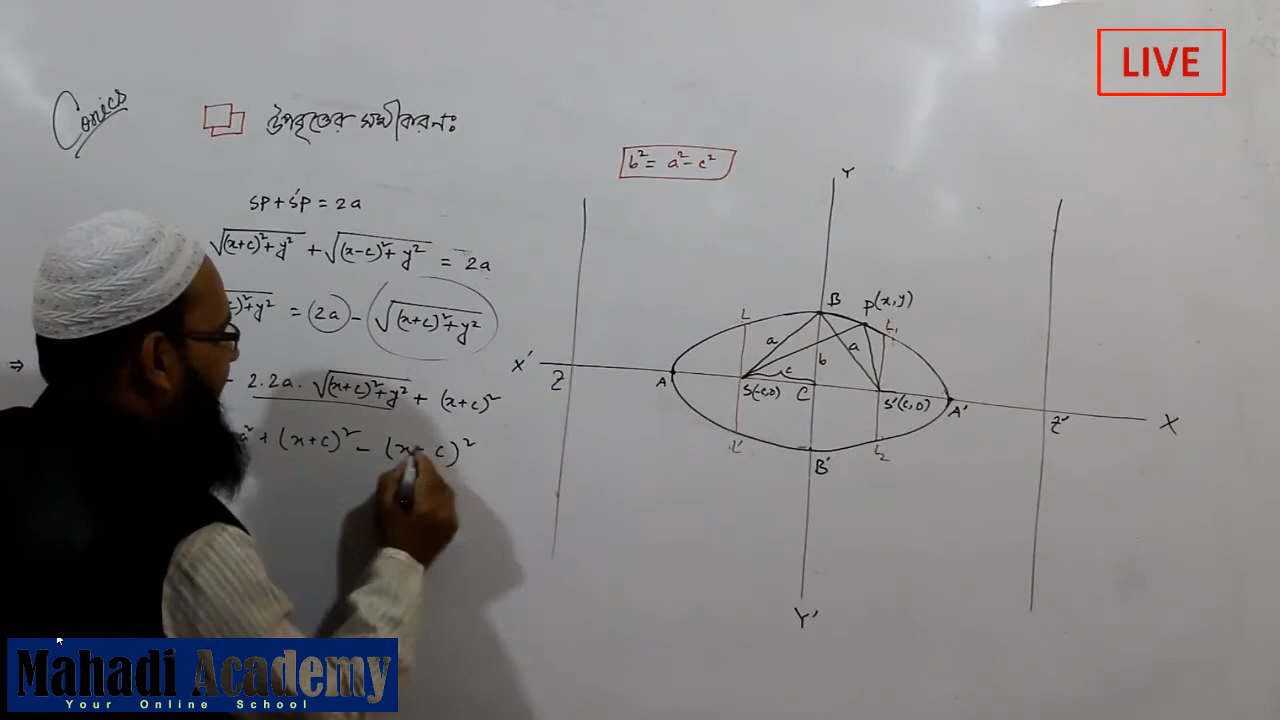 LIVE
Conics
উপবৃত্তের সমীকরণঃ
b² = a² - c²
SP + S'P = 2a
√(x+c)² + y² + √(x-c)² + y² = 2a
c)² + y² = 2a - √(x+c)² + y²
⇒
- 2.2a. √(x+c)² + y² + (x+c)²
a² + (x+c)² - (x- c)²
Y
B
P(x,y)
L
L₁
a
a
b
c
X'
Z
A
S(-c,0)
C
S'(c,0)
A'
Z'
X
L'
B'
L₂
Y'
Mahadi Academy
Your Online School